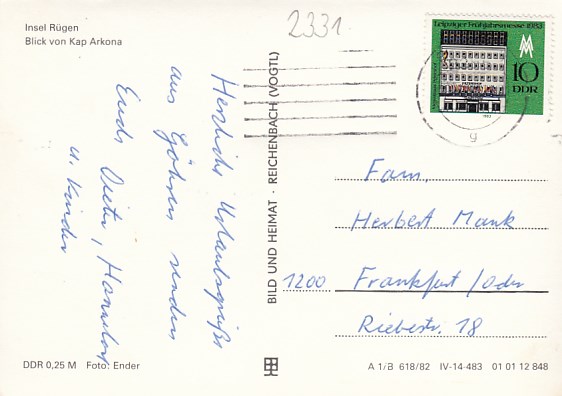 Insel Rügen
Blick von Kap Arkona
2331
Leipziger Frühjahrsmesse 1983
10
DDR
g
Herzliche Urlaubsgrüße
aus Göhren senden
Euch Dieter, Hannelore
u. Kinder
BILD UND HEIMAT · REICHENBACH (VOGTL)
Fam.
Herbert Mank
1200 Frankfurt/Oder
Riebestr. 18
DDR 0,25 M Foto: Ender
A 1/B 618/82 IV-14-483 01 01 12 848